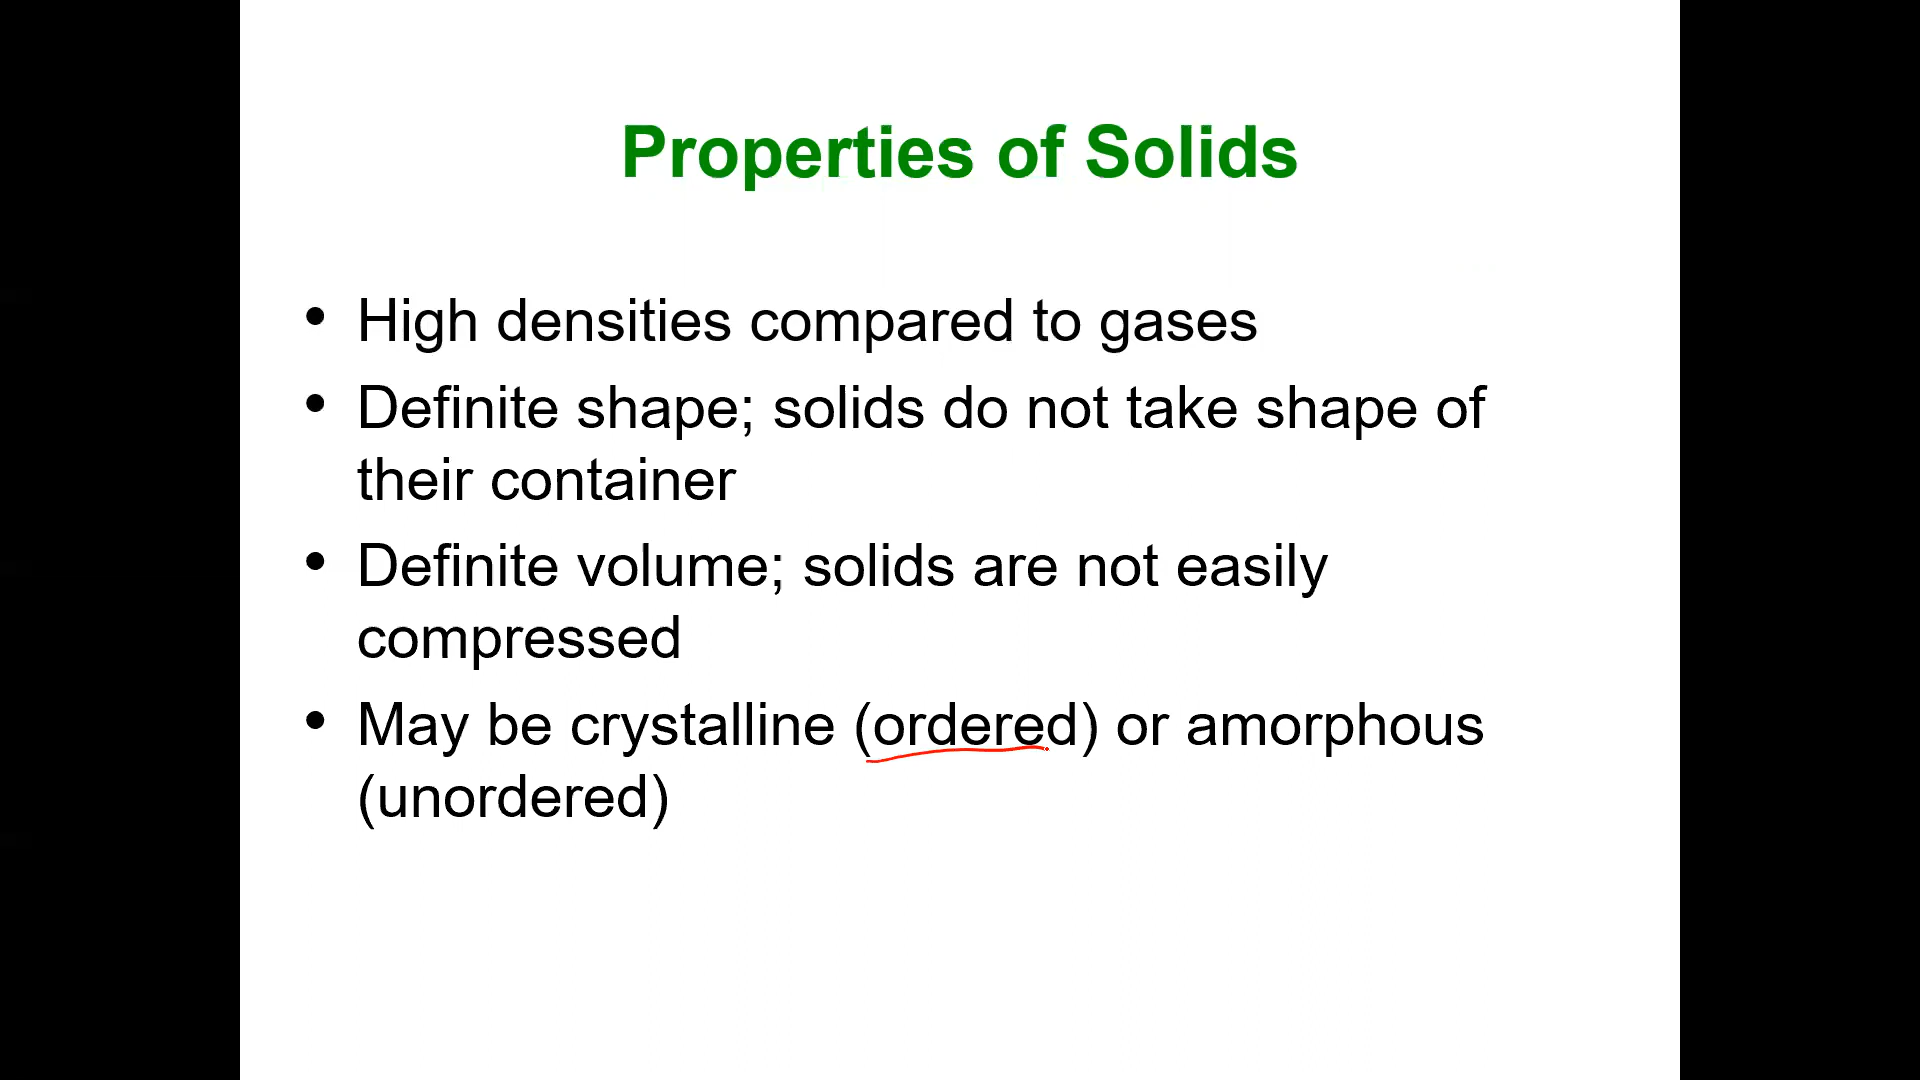 Properties of Solids
• High densities compared to gases
• Definite shape; solids do not take shape of
their container
• Definite volume; solids are not easily
compressed
• May be crystalline (ordered) or amorphous
(unordered)